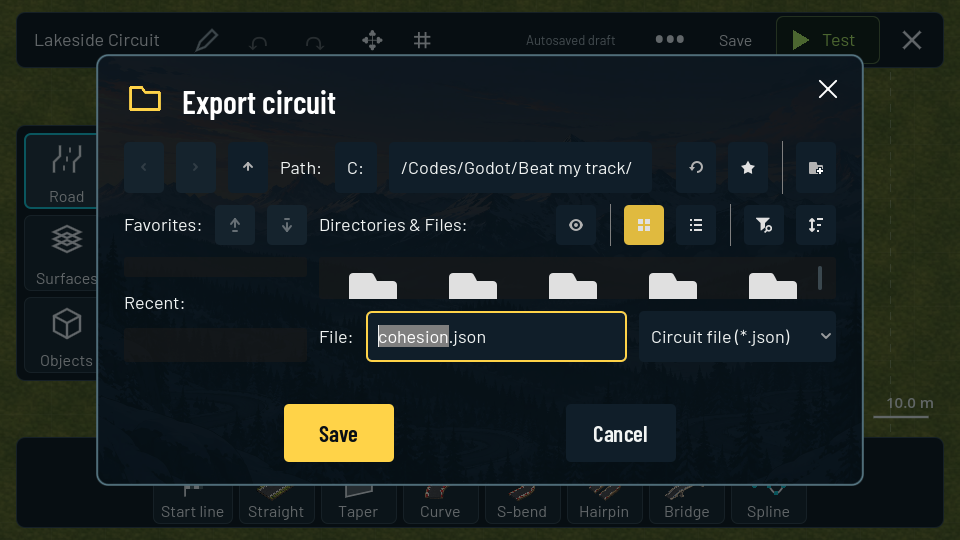 Lakeside Circuit
Autosaved draft
Save
Test
Export circuit
Path:
C:
/Codes/Godot/Beat my track/
Favorites:
Directories & Files:
Recent:
File:
cohesion.json
Circuit file (*.json)
Save
Cancel
Road
Surfaces
Objects
10.0 m
Start line
Straight
Taper
Curve
S-bend
Hairpin
Bridge
Spline